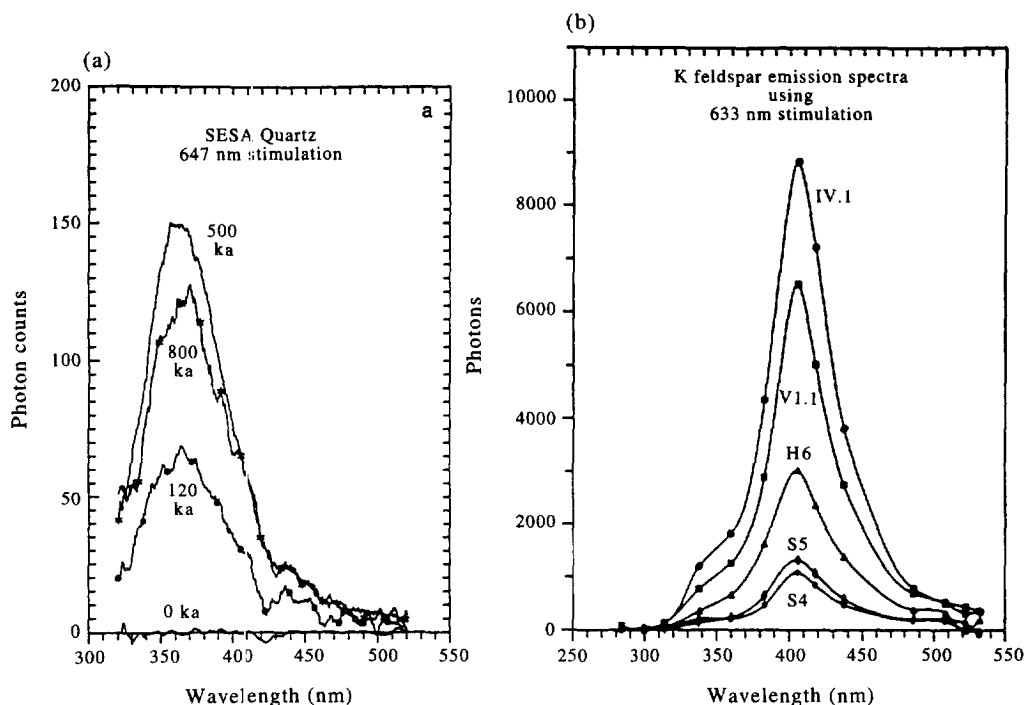 (a)
a
SESA Quartz
647 nm stimulation
500
ka
800
ka
120
ka
0 ka
200
150
100
50
0
300
350
400
450
500
550
Photon counts
Wavelength (nm)
(b)
K feldspar emission spectra
using
633 nm stimulation
IV.1
V1.1
H6
S5
S4
10000
8000
6000
4000
2000
0
250
300
350
400
450
500
550
Photons
Wavelength (nm)